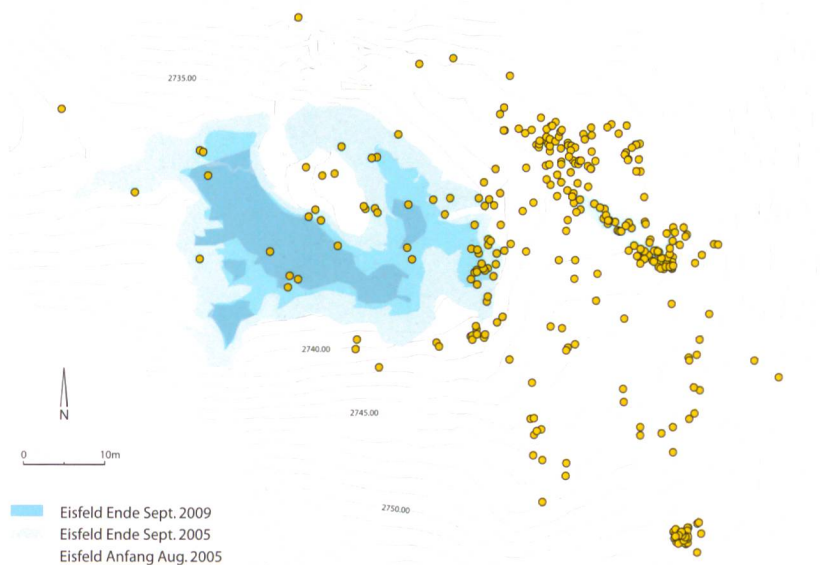 2735.00
2740.00
2745.00
2750.00
N
0 10m
Eisfeld Ende Sept. 2009
Eisfeld Ende Sept. 2005
Eisfeld Anfang Aug. 2005